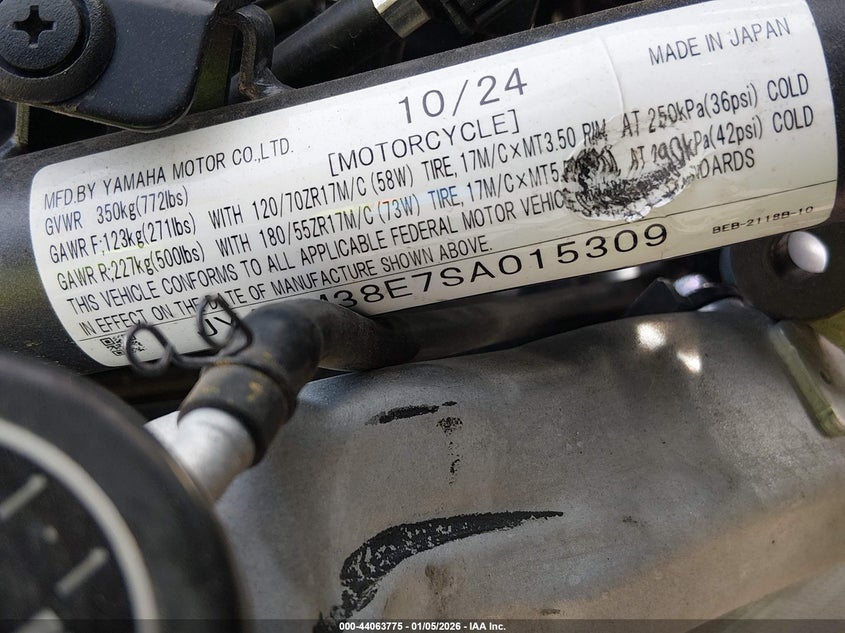 MADE IN JAPAN
10/24
MFD.BY YAMAHA MOTOR CO.,LTD.
[MOTORCYCLE]
GVWR 350kg(772lbs)
GAWR F:123kg(271lbs) WITH 120/70ZR17M/C (58W) TIRE, 17M/C×MT3.50 RIM AT 250kPa(36psi) COLD
GAWR R:227kg(500lbs) WITH 180/55ZR17M/C (73W) TIRE, 17M/C×MT5. AT kPa(42psi) COLD
THIS VEHICLE CONFORMS TO ALL APPLICABLE FEDERAL MOTOR
IN EFFECT ON THE DATE OF MANUFACTURE SHOWN ABOVE.
38E7SA015309
BEB-2118B-10
000-44063775 - 01/05/2026 - IAA Inc.